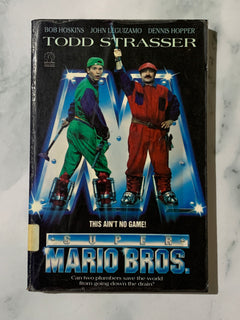 BOB HOSKINS JOHN LEGUIZAMO DENNIS HOPPER
TODD STRASSER
THIS AIN'T NO GAME!
SUPER
MARIO BROS.
Can two plumbers save the world
from going down the drain?